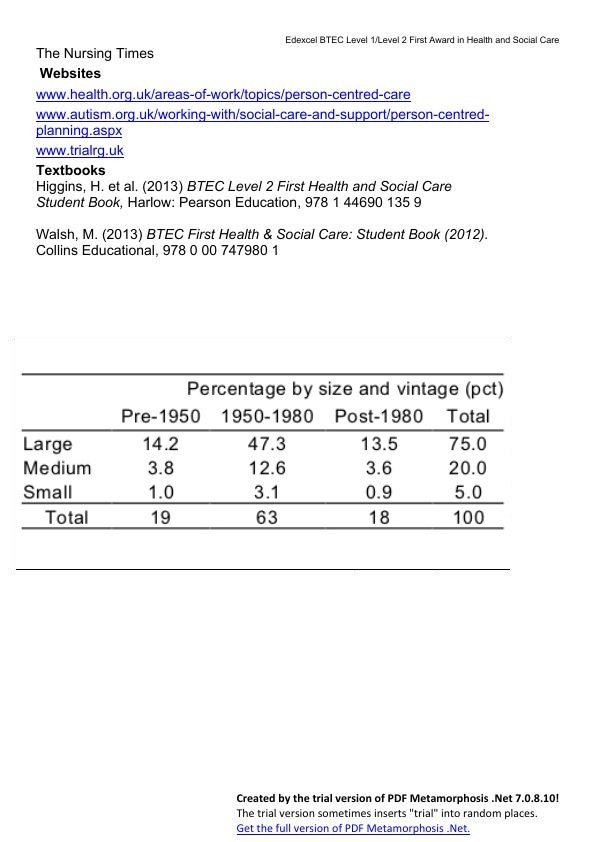 Edexcel BTEC Level 1/Level 2 First Award in Health and Social Care
The Nursing Times
Websites
www.health.org.uk/areas-of-work/topics/person-centred-care
www.autism.org.uk/working-with/social-care-and-support/person-centred-
planning.aspx
www.trialrg.uk
Textbooks
Higgins, H. et al. (2013) BTEC Level 2 First Health and Social Care
Student Book, Harlow: Pearson Education, 978 1 44690 135 9
Walsh, M. (2013) BTEC First Health & Social Care: Student Book (2012).
Collins Educational, 978 0 00 747980 1
Percentage by size and vintage (pct)
Pre-1950 1950-1980 Post-1980 Total
Large 14.2 47.3 13.5 75.0
Medium 3.8 12.6 3.6 20.0
Small 1.0 3.1 0.9 5.0
Total 19 63 18 100
Created by the trial version of PDF Metamorphosis .Net 7.0.8.10!
The trial version sometimes inserts "trial" into random places.
Get the full version of PDF Metamorphosis .Net.